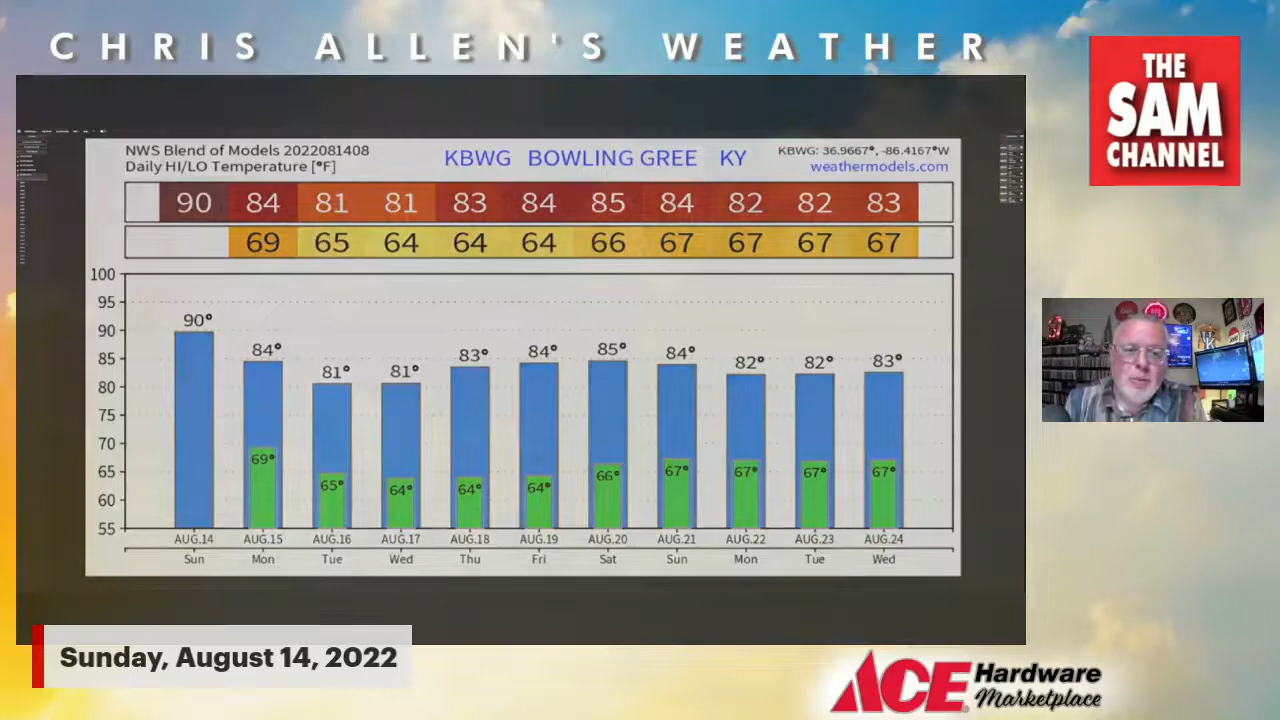 CHRIS ALLEN'S WEATHER
THE
SAM
CHANNEL
NWS Blend of Models 2022081408
Daily HI/LO Temperature [°F]
KBWG BOWLING GREE KY
KBWG: 36.9667°, -86.4167°W
weathermodels.com
90 84 81 81 83 84 85 84 82 82 83
69 65 64 64 64 66 67 67 67 67
100
95
90
85
80
75
70
65
60
55
90° 84° 81° 81° 83° 84° 85° 84° 82° 82° 83°
69° 65° 64° 64° 64° 66° 67° 67° 67° 67°
AUG.14 AUG.15 AUG.16 AUG.17 AUG.18 AUG.19 AUG.20 AUG.21 AUG.22 AUG.23 AUG.24
Sun Mon Tue Wed Thu Fri Sat Sun Mon Tue Wed
Sunday, August 14, 2022
ACE Hardware
Marketplace